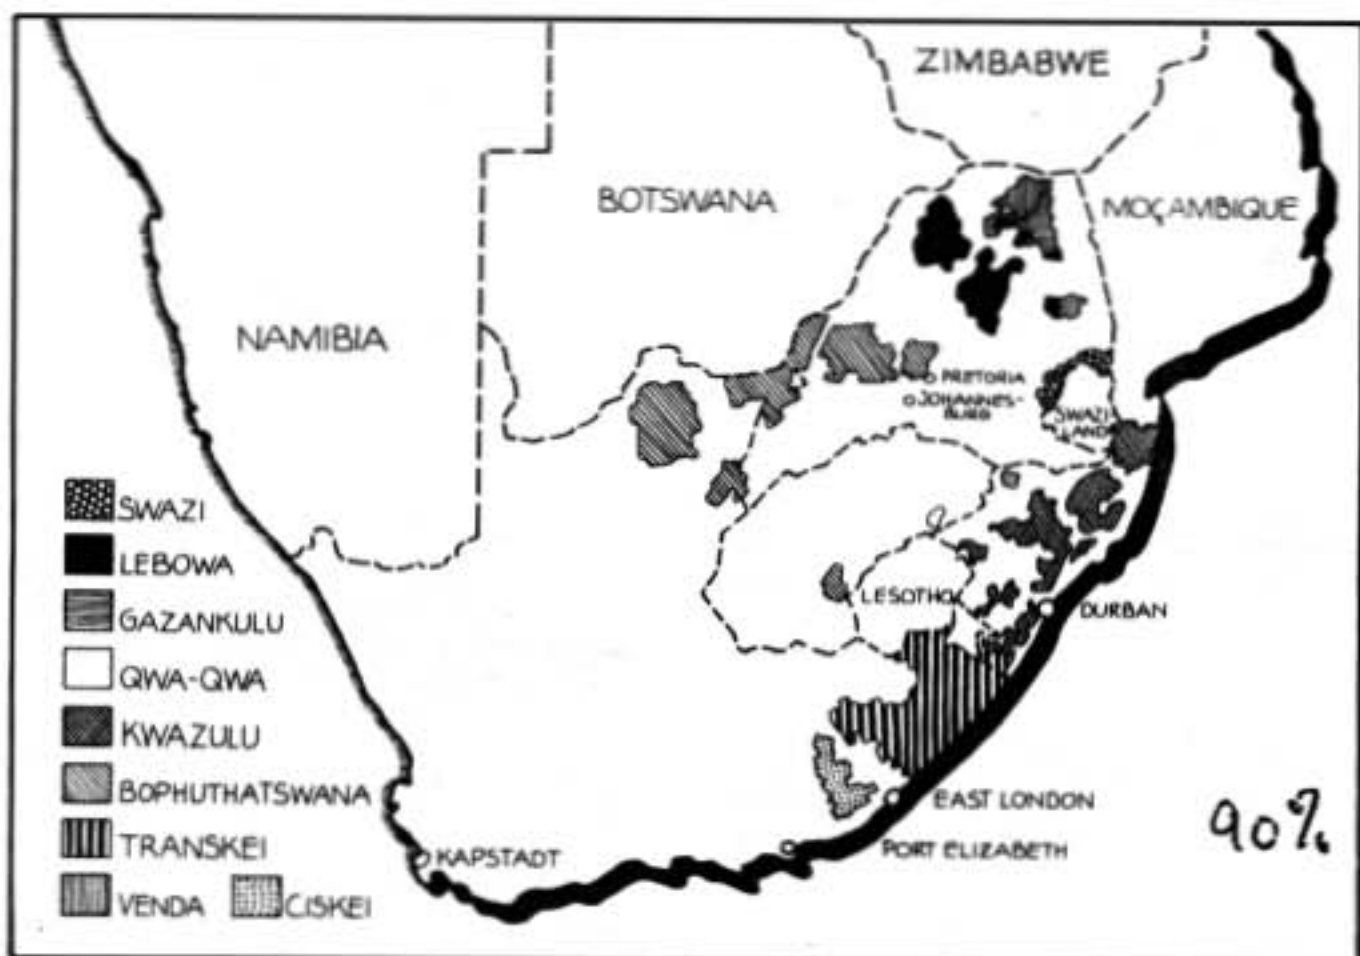 ZIMBABWE
BOTSWANA
MOÇAMBIQUE
NAMIBIA
PRETORIA
JOHANNES-
BURG
SWAZI
LAND
SWAZI
LEBOWA
GAZANKULU
QWA-QWA
KWAZULU
BOPHUTHATSWANA
TRANSKEI
VENDA
CISKEI
LESOTHO
DURBAN
EAST LONDON
PORT ELIZABETH
KAPSTADT
90%